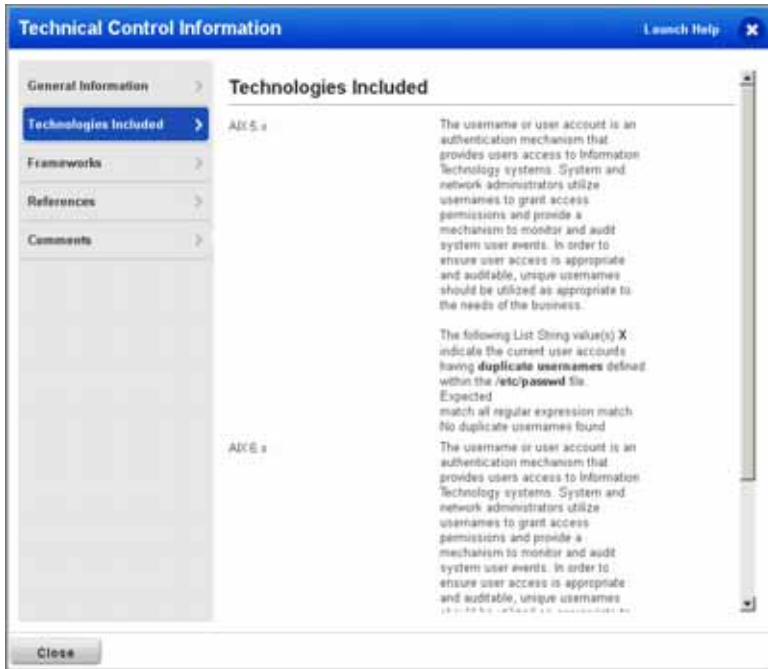 Technical Control Information
Launch Help
General Information
Technologies Included
Frameworks
References
Comments
Technologies Included
AIX 5.x
The username or user account is an
authentication mechanism that
provides users access to Information
Technology systems. System and
network administrators utilize
usernames to grant access
permissions and provide a
mechanism to monitor and audit
system user events. In order to
ensure user access is appropriate
and auditable, unique usernames
should be utilized as appropriate to
the needs of the business.
The following List String value(s) X
indicate the current user accounts
having duplicate usernames defined
within the /etc/passwd file.
Expected
match all regular expression match
No duplicate usernames found
AIX 6.x
The username or user account is an
authentication mechanism that
provides users access to Information
Technology systems. System and
network administrators utilize
usernames to grant access
permissions and provide a
mechanism to monitor and audit
system user events. In order to
ensure user access is appropriate
and auditable, unique usernames
Close